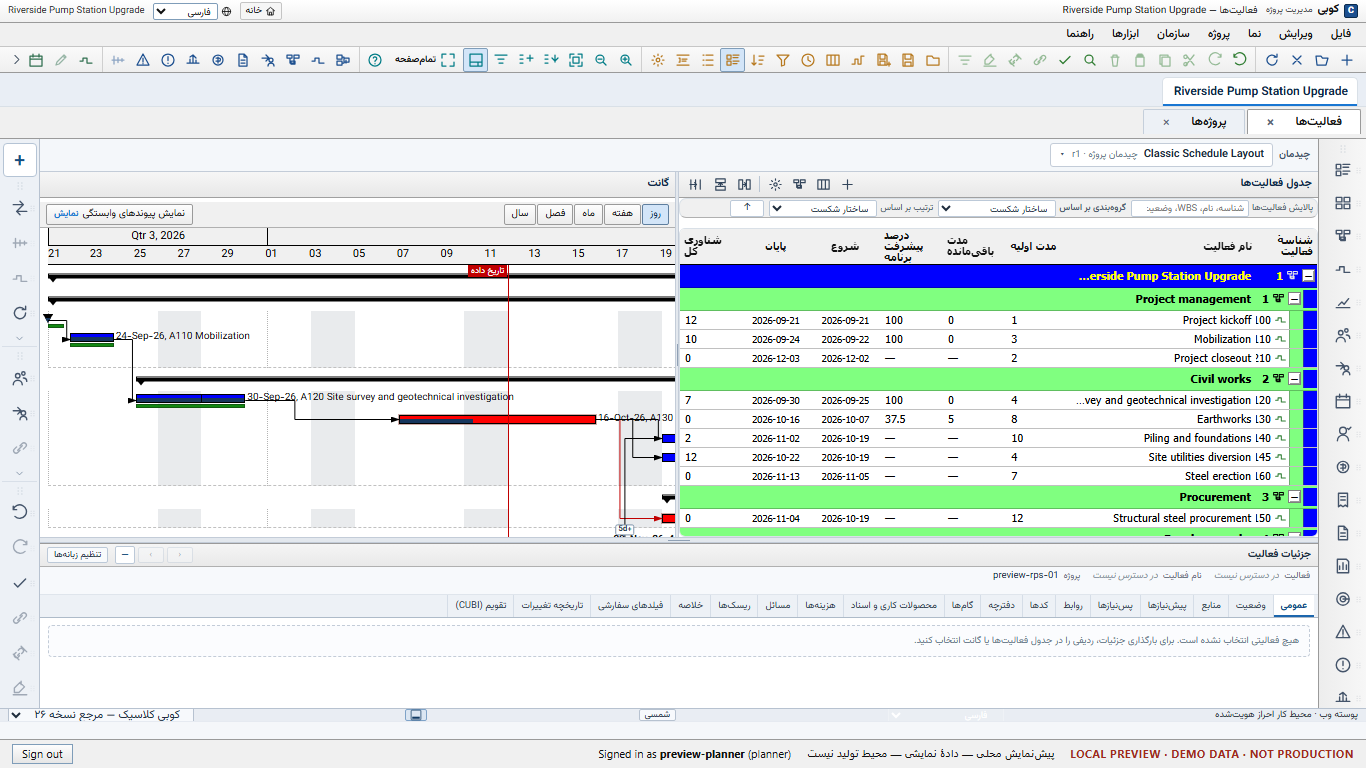 کوبی مدیریت پروژه فعالیت‌ها — Riverside Pump Station Upgrade
خانه
فارسی
Riverside Pump Station Upgrade
فایل ویرایش نما پروژه سازمان ابزارها راهنما
تمام‌صفحه
Riverside Pump Station Upgrade
فعالیت‌ها ×
پروژه‌ها ×
چیدمان Classic Schedule Layout چیدمان پروژه · r1
جدول فعالیت‌ها
پالایش فعالیت‌ها شناسه، نام، WBS، وضعیت گروه‌بندی بر اساس ساختار شکست ترتیب بر اساس ساختار شکست
شناسه فعالیت نام فعالیت مدت اولیه مدت باقی‌مانده درصد پیشرفت برنامه شروع پایان شناوری کل
1 ...erside Pump Station Upgrade
1 Project management
100 Project kickoff 1 0 100 2026-09-21 2026-09-21 12
110 Mobilization 3 0 100 2026-09-22 2026-09-24 10
210 Project closeout 2 — — 2026-12-02 2026-12-03 0
2 Civil works
120 ...vey and geotechnical investigation 4 0 100 2026-09-25 2026-09-30 7
130 Earthworks 8 5 37.5 2026-10-07 2026-10-16 0
140 Piling and foundations 10 — — 2026-10-19 2026-11-02 2
145 Site utilities diversion 4 — — 2026-10-19 2026-10-22 12
160 Steel erection 7 — — 2026-11-05 2026-11-13 0
3 Procurement
150 Structural steel procurement 12 — — 2026-10-19 2026-11-04 0
گانت
روز هفته ماه فصل سال
نمایش پیوندهای وابستگی نمایش
Qtr 3, 2026
21 23 25 27 29 01 03 05 07 09 11 13 15 17 19
تاریخ داده
24-Sep-26, A110 Mobilization
30-Sep-26, A120 Site survey and geotechnical investigation
16-Oct-26, A130
5d+
جزئیات فعالیت
تنظیم زبانه‌ها
فعالیت در دسترس نیست نام فعالیت در دسترس نیست پروژه preview-rps-01
عمومی وضعیت منابع پیش‌نیازها پس‌نیازها روابط کدها دفترچه گام‌ها محصولات کاری و اسناد هزینه‌ها مسائل ریسک‌ها خلاصه فیلدهای سفارشی تاریخچه تغییرات تقویم (CUBI)
هیچ فعالیتی انتخاب نشده است. برای بارگذاری جزئیات، ردیفی را در جدول فعالیت‌ها یا گانت انتخاب کنید.
پوسته وب · محیط کار احراز هویت‌شده
فارسی
شمسی
کوبی کلاسیک — مرجع نسخه ۲۶
LOCAL PREVIEW · DEMO DATA · NOT PRODUCTION
پیش‌نمایش محلی — دادهٔ نمایشی — محیط تولید نیست
Signed in as preview-planner (planner)
Sign out